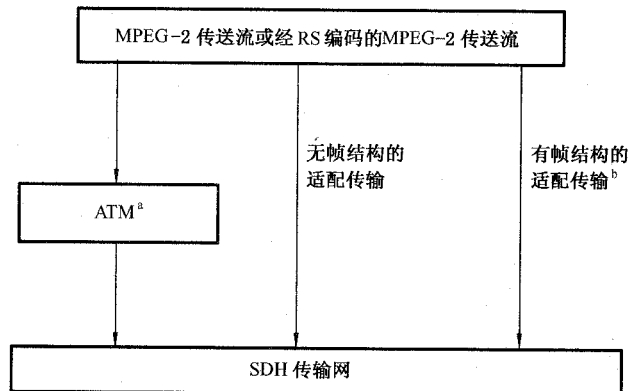 MPEG-2 传送流或经 RS 编码的MPEG-2 传送流
无帧结构的
适配传输
有帧结构的
适配传输b
ATMa
SDH 传输网